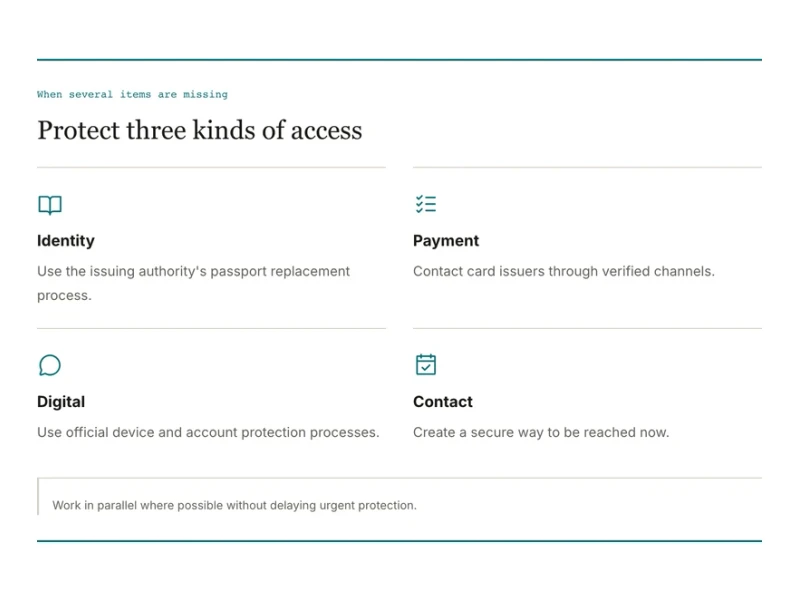 When several items are missing
Protect three kinds of access
Identity
Use the issuing authority's passport replacement
process.
Payment
Contact card issuers through verified channels.
Digital
Use official device and account protection processes.
Contact
Create a secure way to be reached now.
Work in parallel where possible without delaying urgent protection.